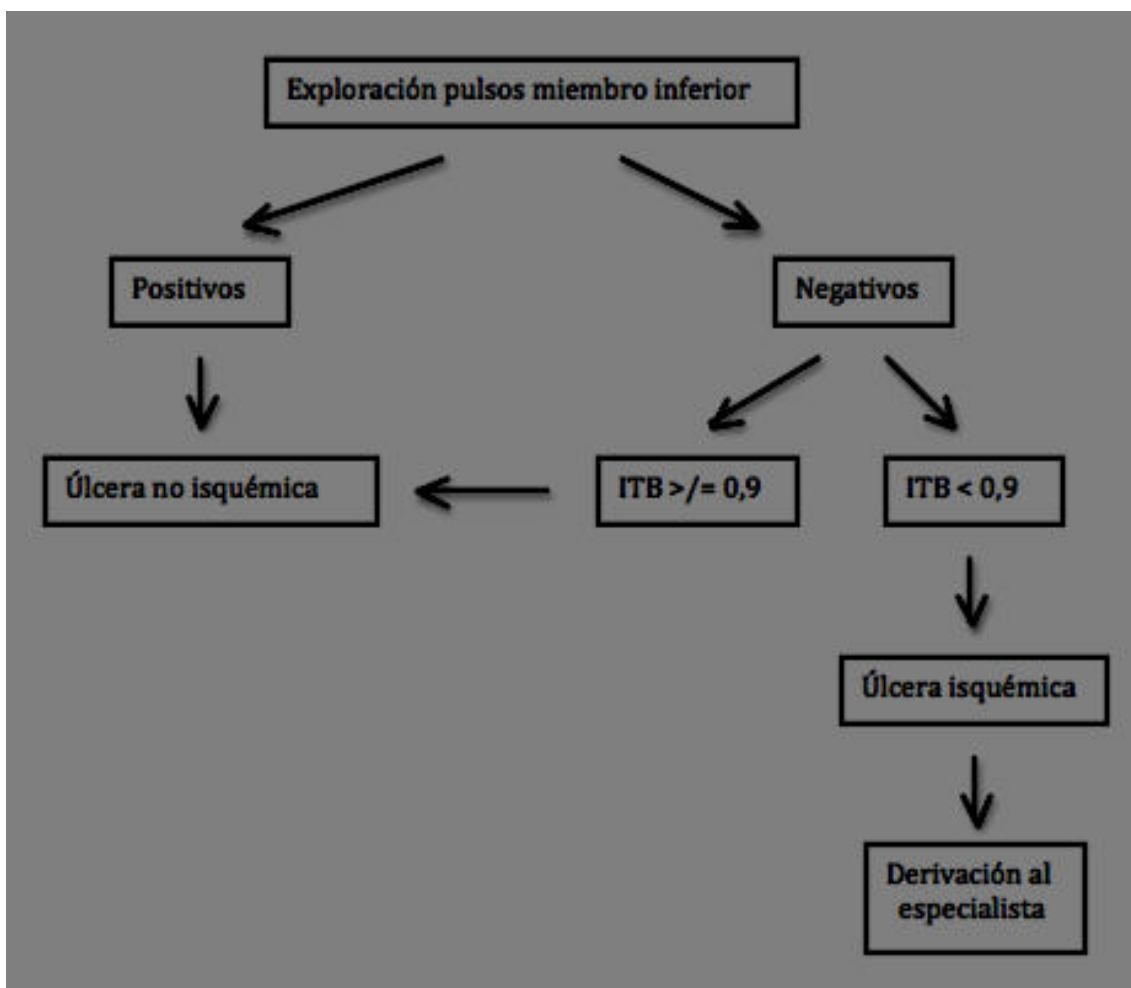 Exploración pulsos miembro inferior
Positivos
Negativos
Úlcera no isquémica
ITB >/= 0,9
ITB < 0,9
Úlcera isquémica
Derivación al
especialista